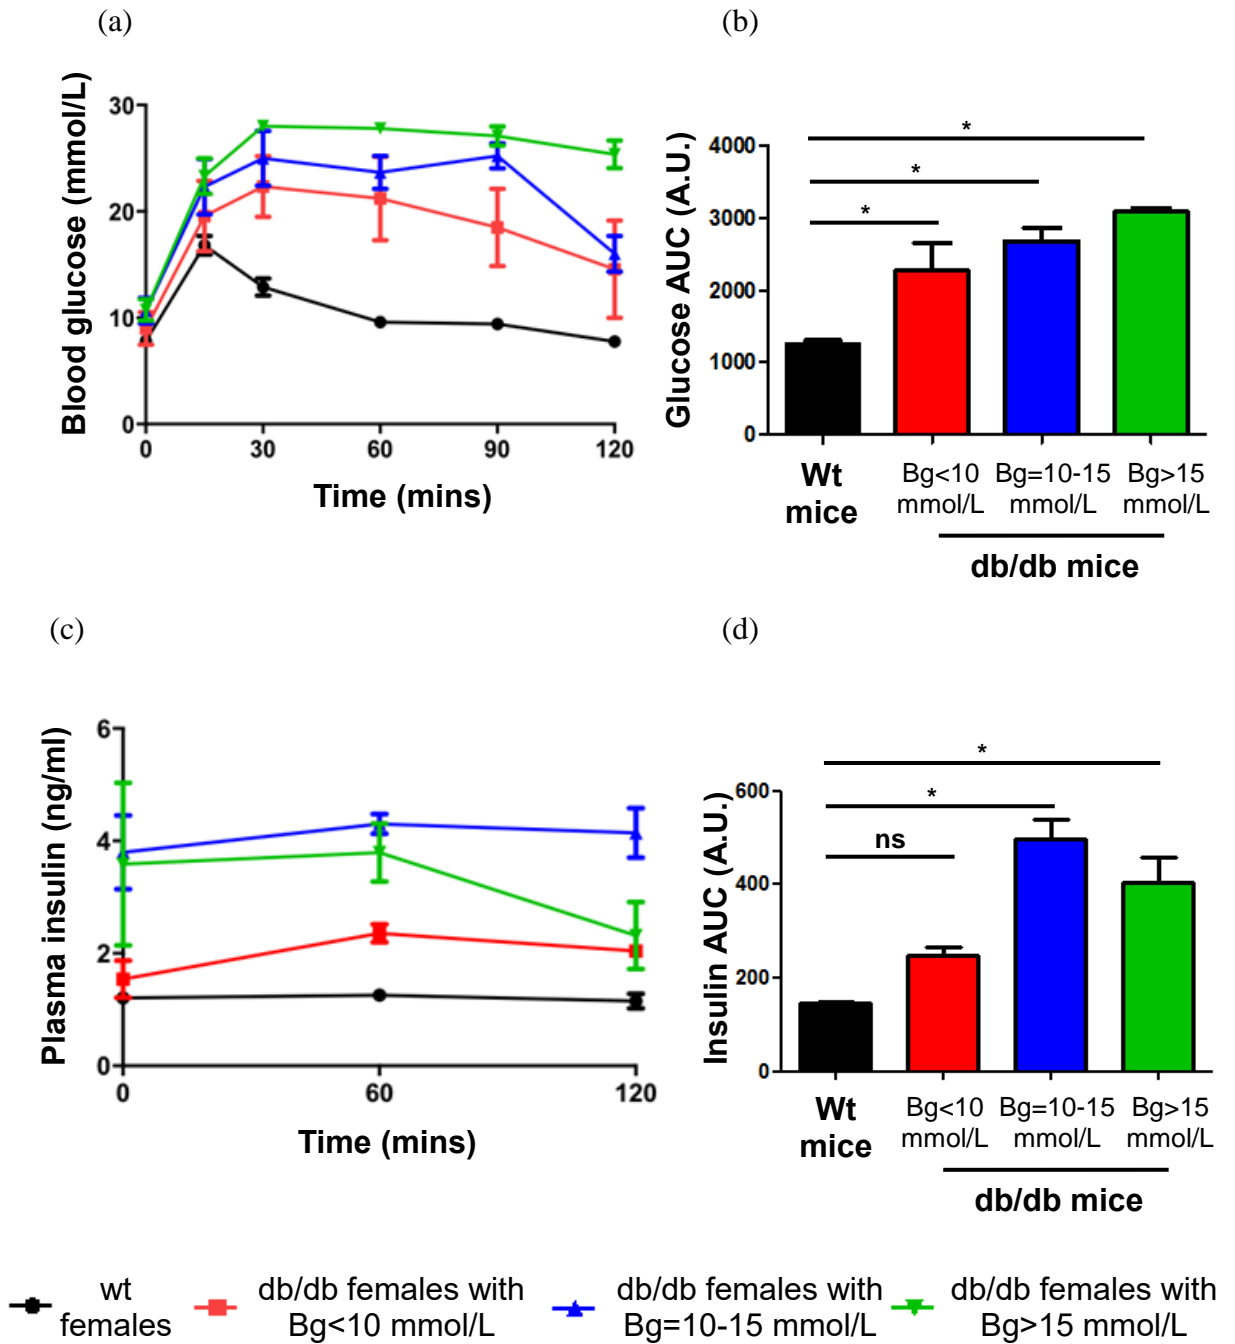 (a)
Blood glucose (mmol/L)
30
20
10
0
0 30 60 90 120
Time (mins)
(b)
Glucose AUC (A.U.)
4000
3000
2000
1000
0
*
*
*
Wt
mice
Bg<10
mmol/L
Bg=10-15
mmol/L
Bg>15
mmol/L
db/db mice
(c)
Plasma insulin (ng/ml)
6
4
2
0
0 60 120
Time (mins)
(d)
Insulin AUC (A.U.)
600
400
200
0
*
*
ns
Wt
mice
Bg<10
mmol/L
Bg=10-15
mmol/L
Bg>15
mmol/L
db/db mice
wt
females
db/db females with
Bg<10 mmol/L
db/db females with
Bg=10-15 mmol/L
db/db females with
Bg>15 mmol/L